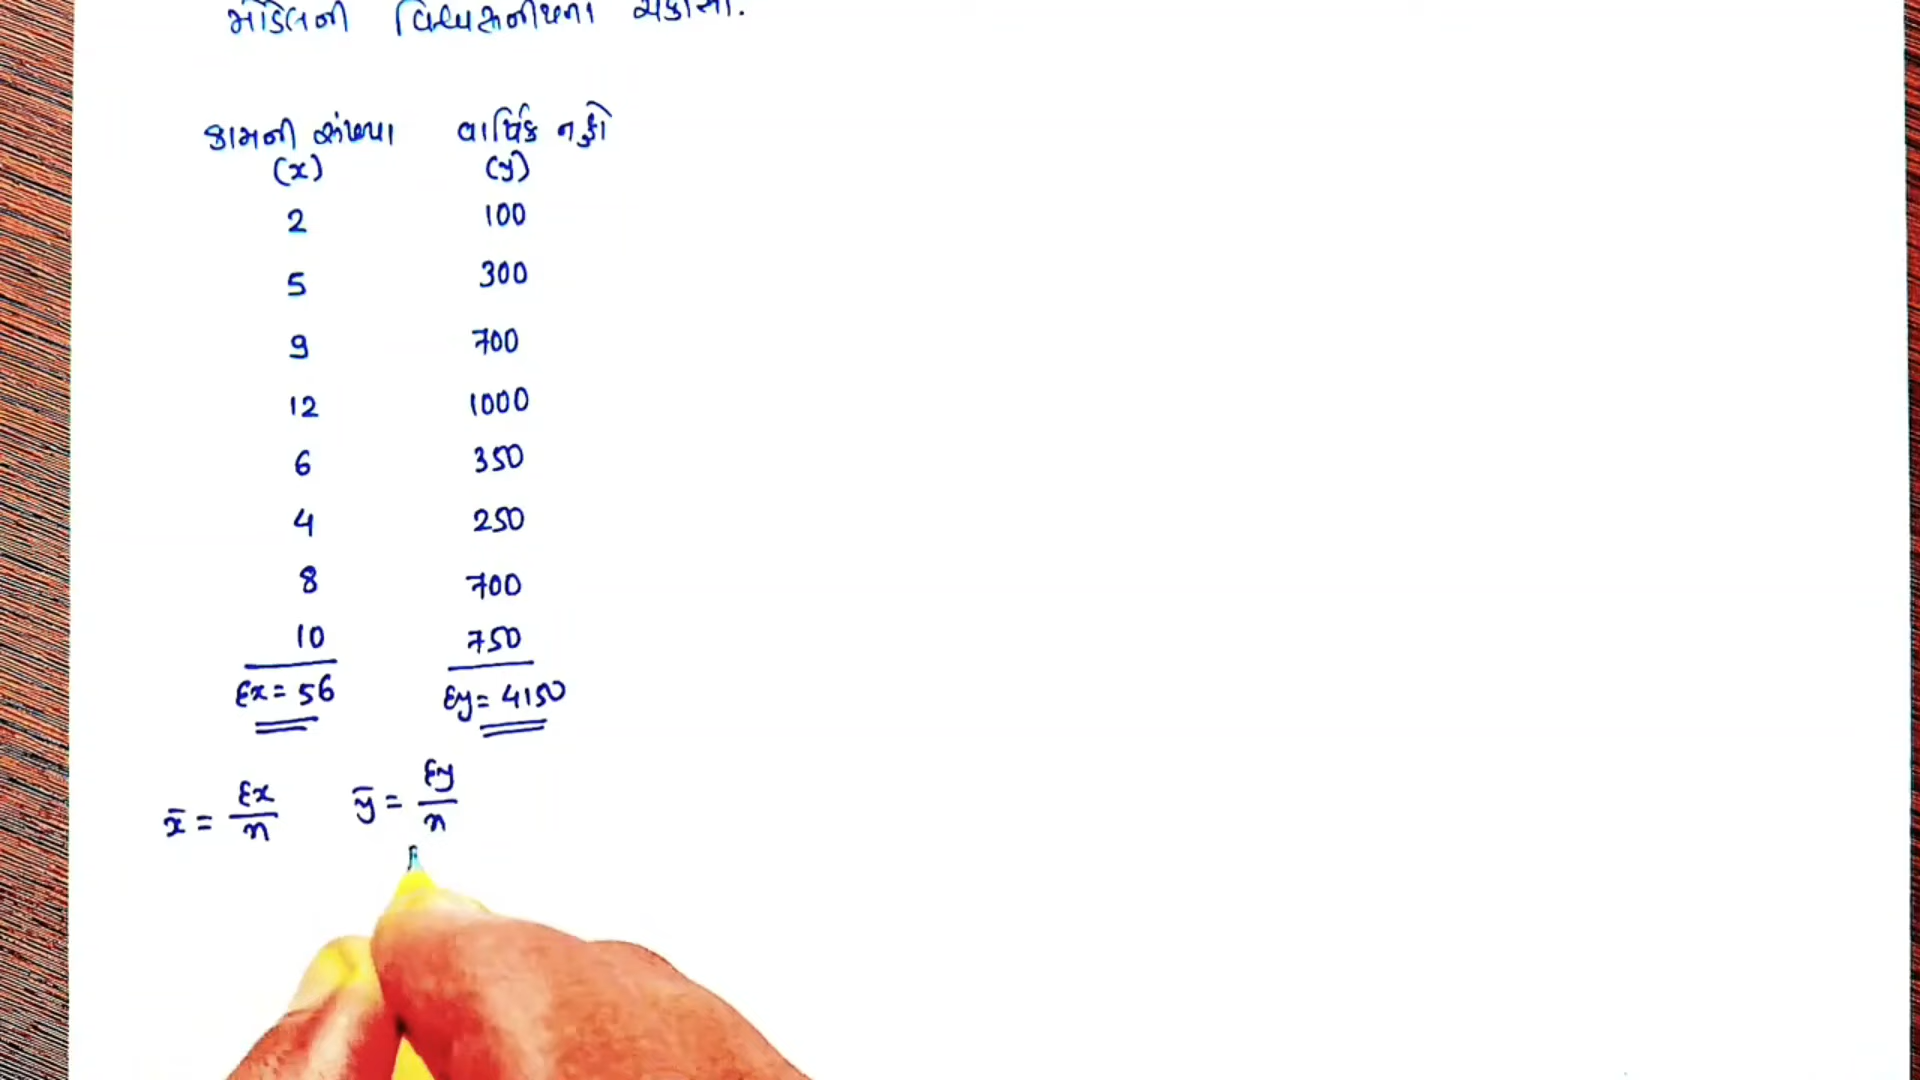 મોડેલની વિશ્વસનીયતા ચકાસો.
કામની સંખ્યા વાર્ષિક નફો
(x) (y)
2 100
5 300
9 700
12 1000
6 350
4 250
8 700
10 750
Σx = 56 Σy = 4150
x̄ = Σx/n ȳ = Σy/n